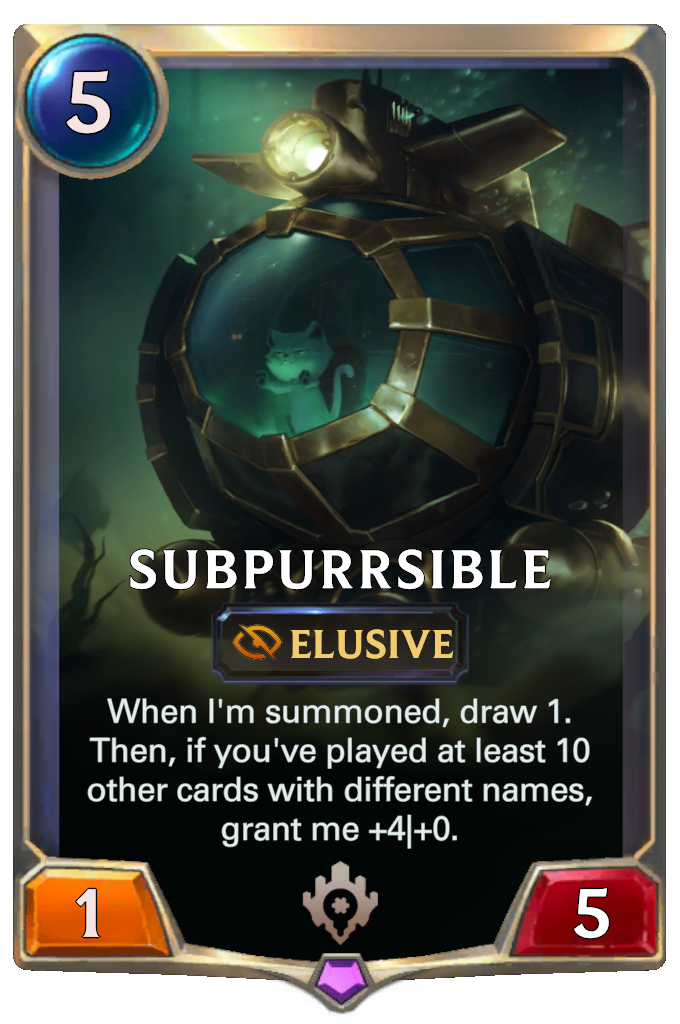 5
SUBPURRSIBLE
ELUSIVE
When I'm summoned, draw 1.
Then, if you've played at least 10
other cards with different names,
grant me +4|+0.
1
5